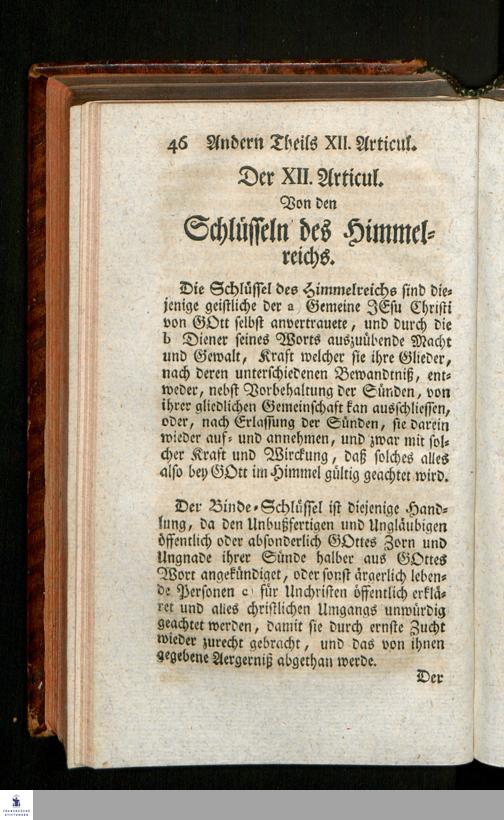 46 Andern Theils XII. Articul.
Der XII. Articul.
Von den
Schlüsseln des Himmel-
reichs.
Die Schlüssel des Himmelreichs sind die-
jenige geistliche der a) Gemeine JEsu Christi
von GOtt selbst anvertrauete, und durch die
b Diener seines Worts auszuübende Macht
und Gewalt, Kraft welcher sie ihre Glieder,
nach deren unterschiedenen Bewandtniß, ent-
weder, nebst Vorbehaltung der Sünden, von
ihrer gliedlichen Gemeinschaft kan ausschliessen,
oder, nach Erlassung der Sünden, sie darein
wieder auf- und annehmen, und zwar mit sol-
cher Kraft und Wirckung, daß solches alles
also bey GOtt im Himmel gültig geachtet wird.
Der Binde-Schlüssel ist diejenige Hand-
lung, da den Unbußfertigen und Ungläubigen
öffentlich oder absonderlich GOttes Zorn und
Ungnade ihrer Sünde halber aus GOttes
Wort angekündiget, oder sonst ärgerlich leben-
de Personen c) für Unchristen öffentlich erklä-
ret und alles christlichen Umgangs unwürdig
geachtet werden, damit sie durch ernste Zucht
wieder zurecht gebracht, und das von ihnen
gegebene Aergerniß abgethan werde.
Der
FRANCKESCHE
STIFTUNGEN